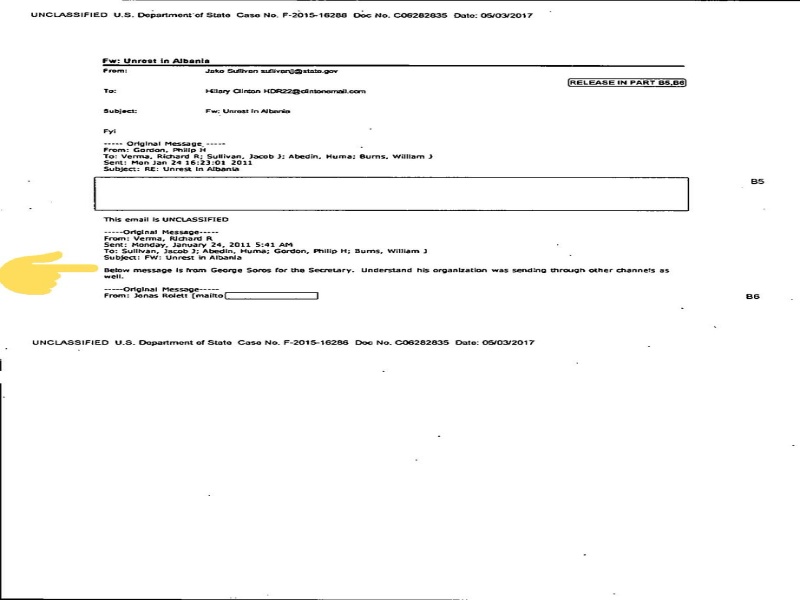 UNCLASSIFIED U.S. Department of State Case No. F-2015-16286 Doc No. C06282835 Date: 05/03/2017
Fw: Unrest in Albania
From: Jake Sullivan sullivanjj@state.gov
RELEASE IN PART B5,B6
To: Hillary Clinton HDR22@clintonemail.com
Subject: Fw: Unrest in Albania
Fyi
----- Original Message -----
From: Gordon, Philip H
To: Verma, Richard R; Sullivan, Jacob J; Abedin, Huma; Burns, William J
Sent: Mon Jan 24 16:23:01 2011
Subject: RE: Unrest in Albania
B5
This email is UNCLASSIFIED
-----Original Message-----
From: Verma, Richard R
Sent: Monday, January 24, 2011 5:41 AM
To: Sullivan, Jacob J; Abedin, Huma; Gordon, Philip H; Burns, William J
Subject: FW: Unrest in Albania
Below message is from George Soros for the Secretary. Understand his organization was sending through other channels as
well.
-----Original Message-----
From: Jonas Rolett [mailto
B6
UNCLASSIFIED U.S. Department of State Case No. F-2015-16286 Doc No. C06282835 Date: 05/03/2017